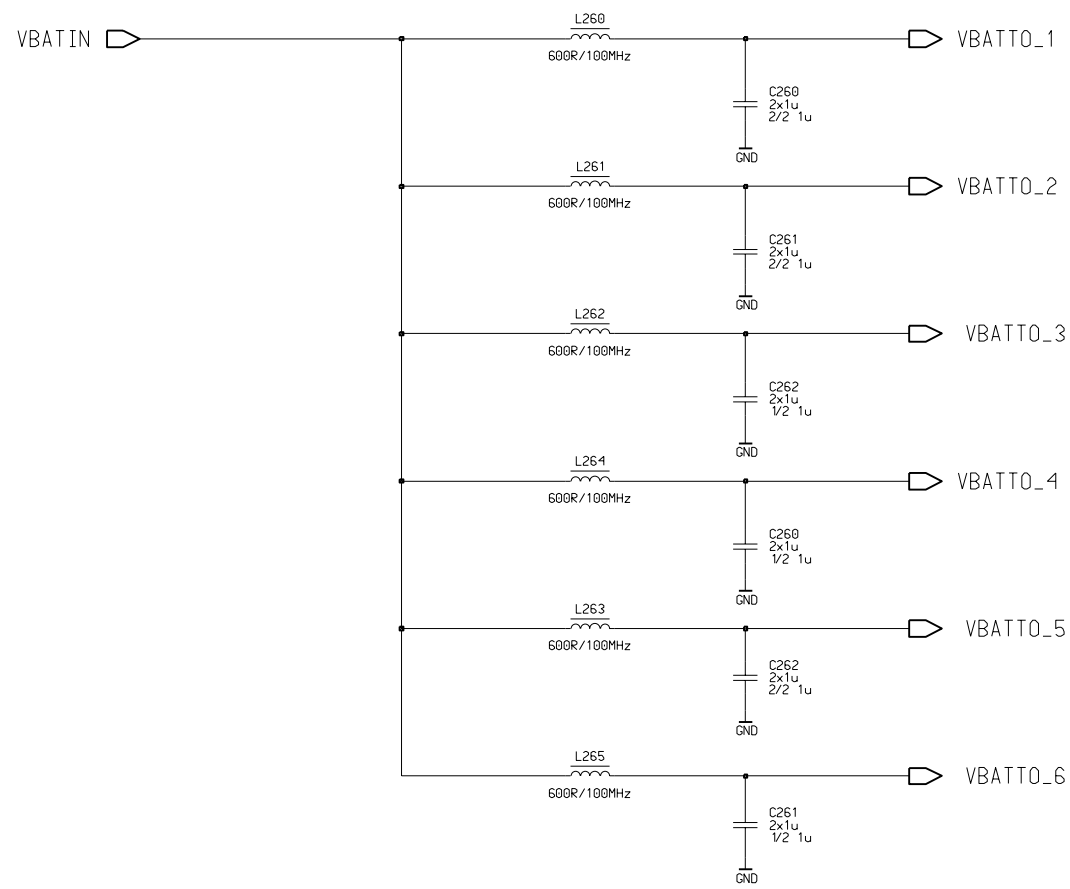 L260
VBATIN
VBATTO_1
600R/100MHz
C260
2x1u
2/2 1u
GND
L261
VBATTO_2
600R/100MHz
C261
2x1u
2/2 1u
GND
L262
VBATTO_3
600R/100MHz
C262
2x1u
1/2 1u
GND
L264
VBATTO_4
600R/100MHz
C260
2x1u
1/2 1u
GND
L263
VBATTO_5
600R/100MHz
C262
2x1u
2/2 1u
GND
L265
VBATTO_6
600R/100MHz
C261
2x1u
1/2 1u
GND